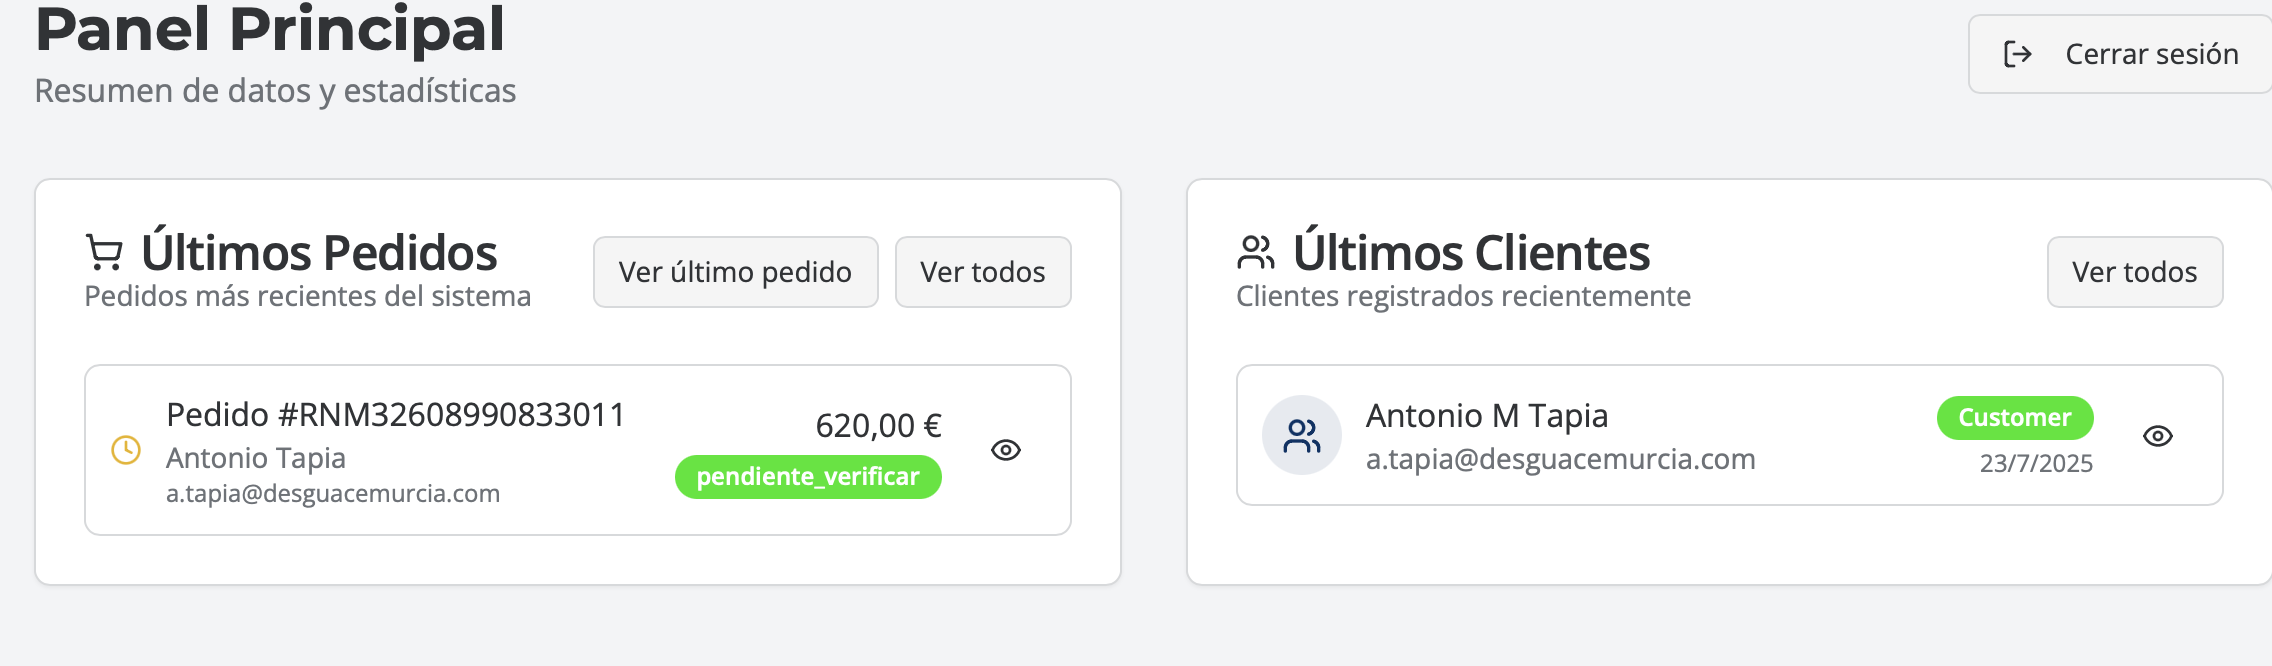 Panel Principal
Resumen de datos y estadísticas
Cerrar sesión
Últimos Pedidos
Pedidos más recientes del sistema
Ver último pedido
Ver todos
Pedido #RNM32608990833011
Antonio Tapia
a.tapia@desguacemurcia.com
620,00 €
pendiente_verificar
Últimos Clientes
Clientes registrados recientemente
Ver todos
Antonio M Tapia
a.tapia@desguacemurcia.com
Customer
23/7/2025